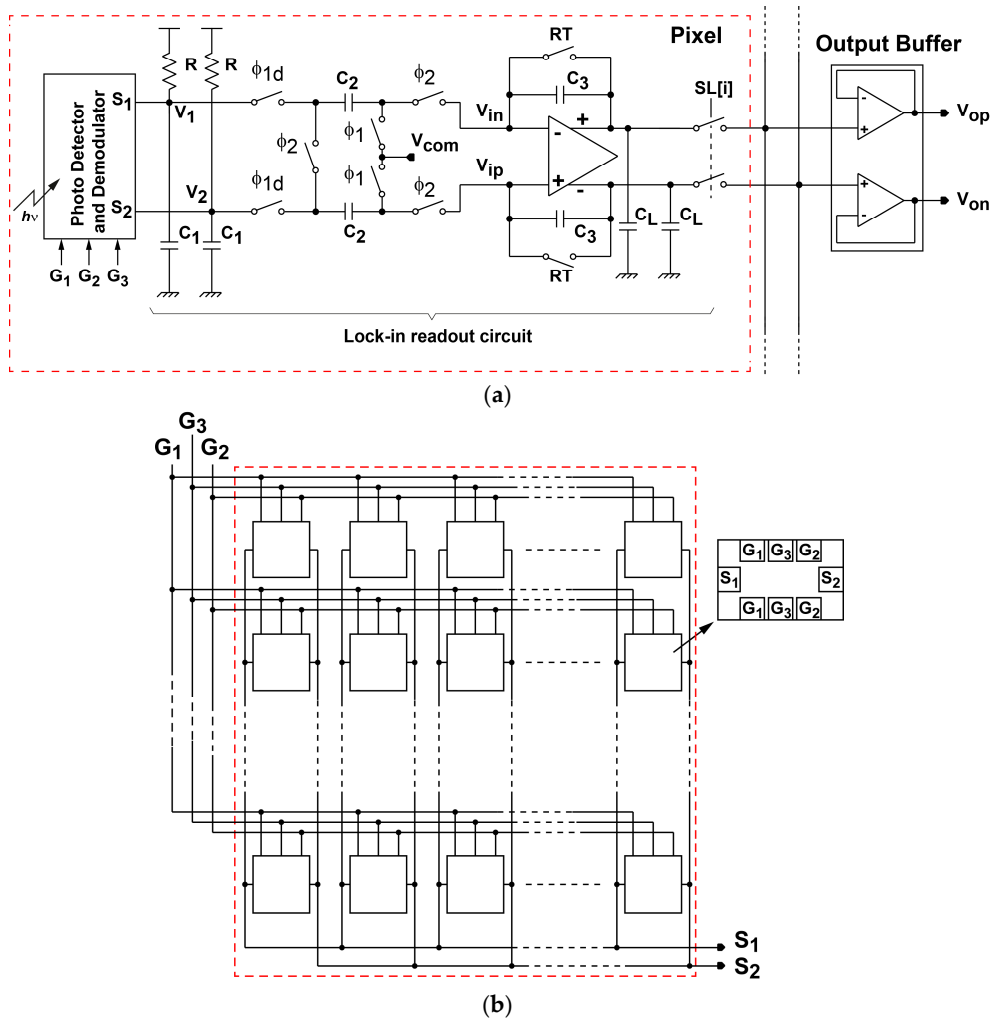 RT
Pixel
Output Buffer
R
R
C₃
SL[i]
ϕ₁d
C₂
ϕ₂
S₁
V₁
Vin
+
-
-
+
Vop
Photo Detector
and Demodulator
ϕ₂
ϕ₁
Vcom
ϕ₁
hν
S₂
V₂
ϕ₁d
C₂
ϕ₂
Vip
+
-
+
-
Von
C₁
C₁
C₃
CL
CL
G₁
G₂
G₃
RT
Lock-in readout circuit
(a)
G₃
G₁
G₂
G₁
G₃
G₂
S₁
S₂
G₁
G₃
G₂
S₁
S₂
(b)